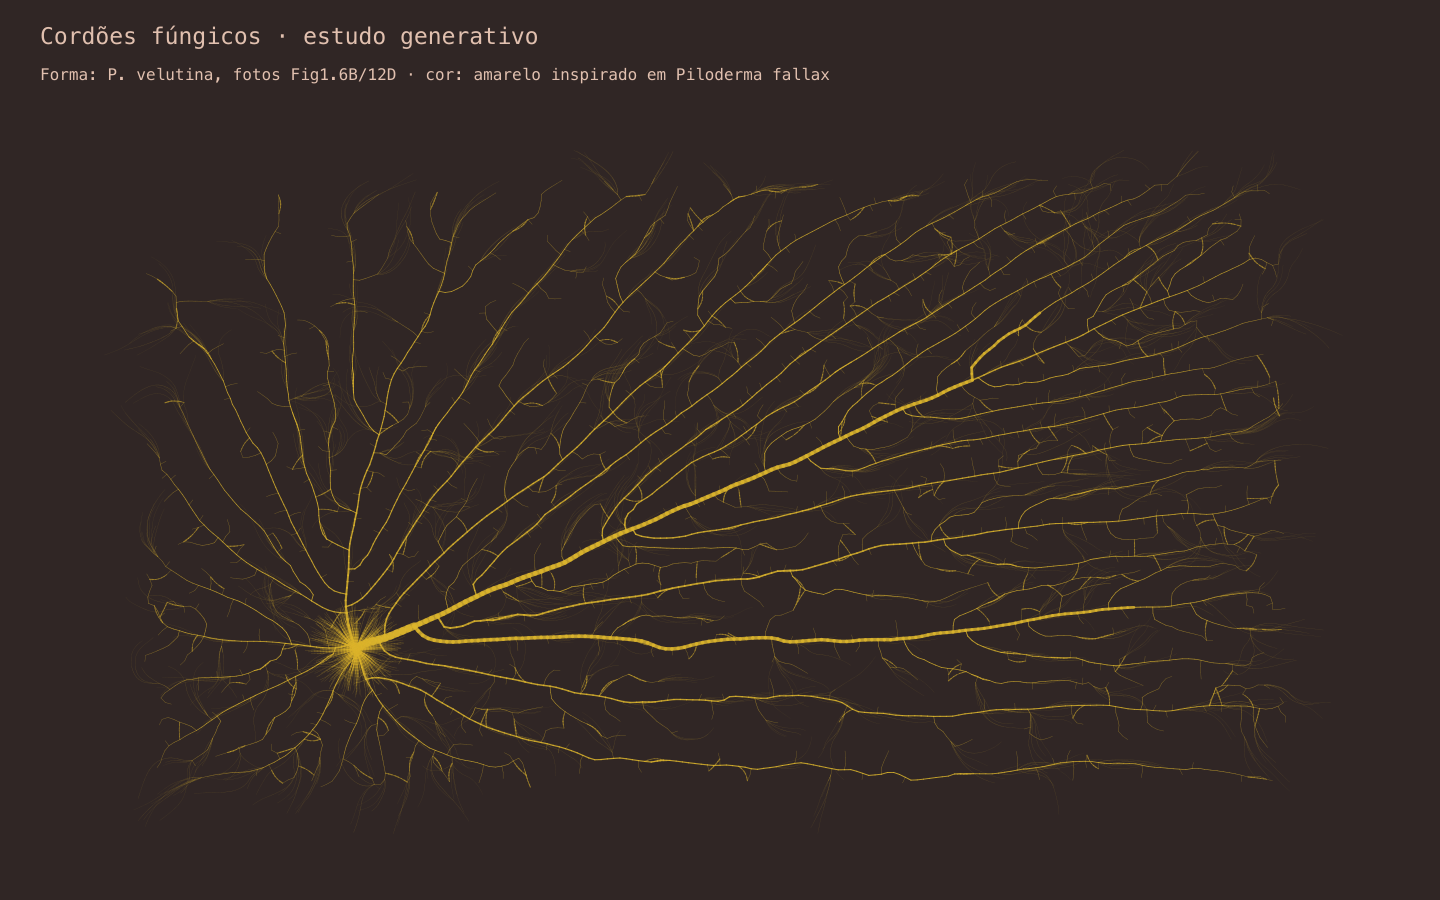 Cordões fúngicos · estudo generativo
Forma: P. velutina, fotos Fig1.6B/12D · cor: amarelo inspirado em Piloderma fallax